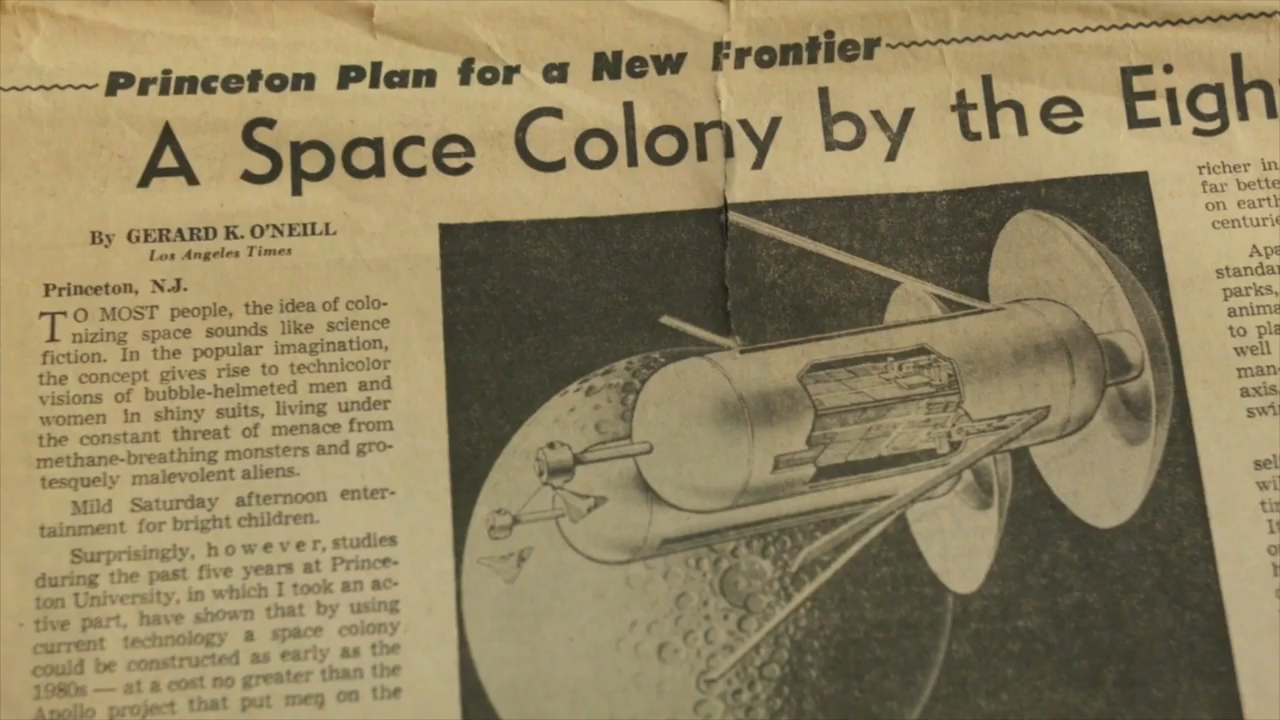 Princeton Plan for a New Frontier
A Space Colony by the Eigh
By GERARD K. O'NEILL
Los Angeles Times
Princeton, N.J.
TO MOST people, the idea of colo-
nizing space sounds like science
fiction. In the popular imagination,
the concept gives rise to technicolor
visions of bubble-helmeted men and
women in shiny suits, living under
the constant threat of menace from
methane-breathing monsters and gro-
tesquely malevolent aliens.
Mild Saturday afternoon enter-
tainment for bright children.
Surprisingly, however, studies
during the past five years at Prince-
ton University, in which I took an ac-
tive part, have shown that by using
current technology a space colony
could be constructed as early as the
1980s — at a cost no greater than the
Apollo project that put men on the
richer in
far bette
on earth
centurie
Apa
standar
parks,
anima
to pla
well
man-
axis
swi
sel
wil
tin